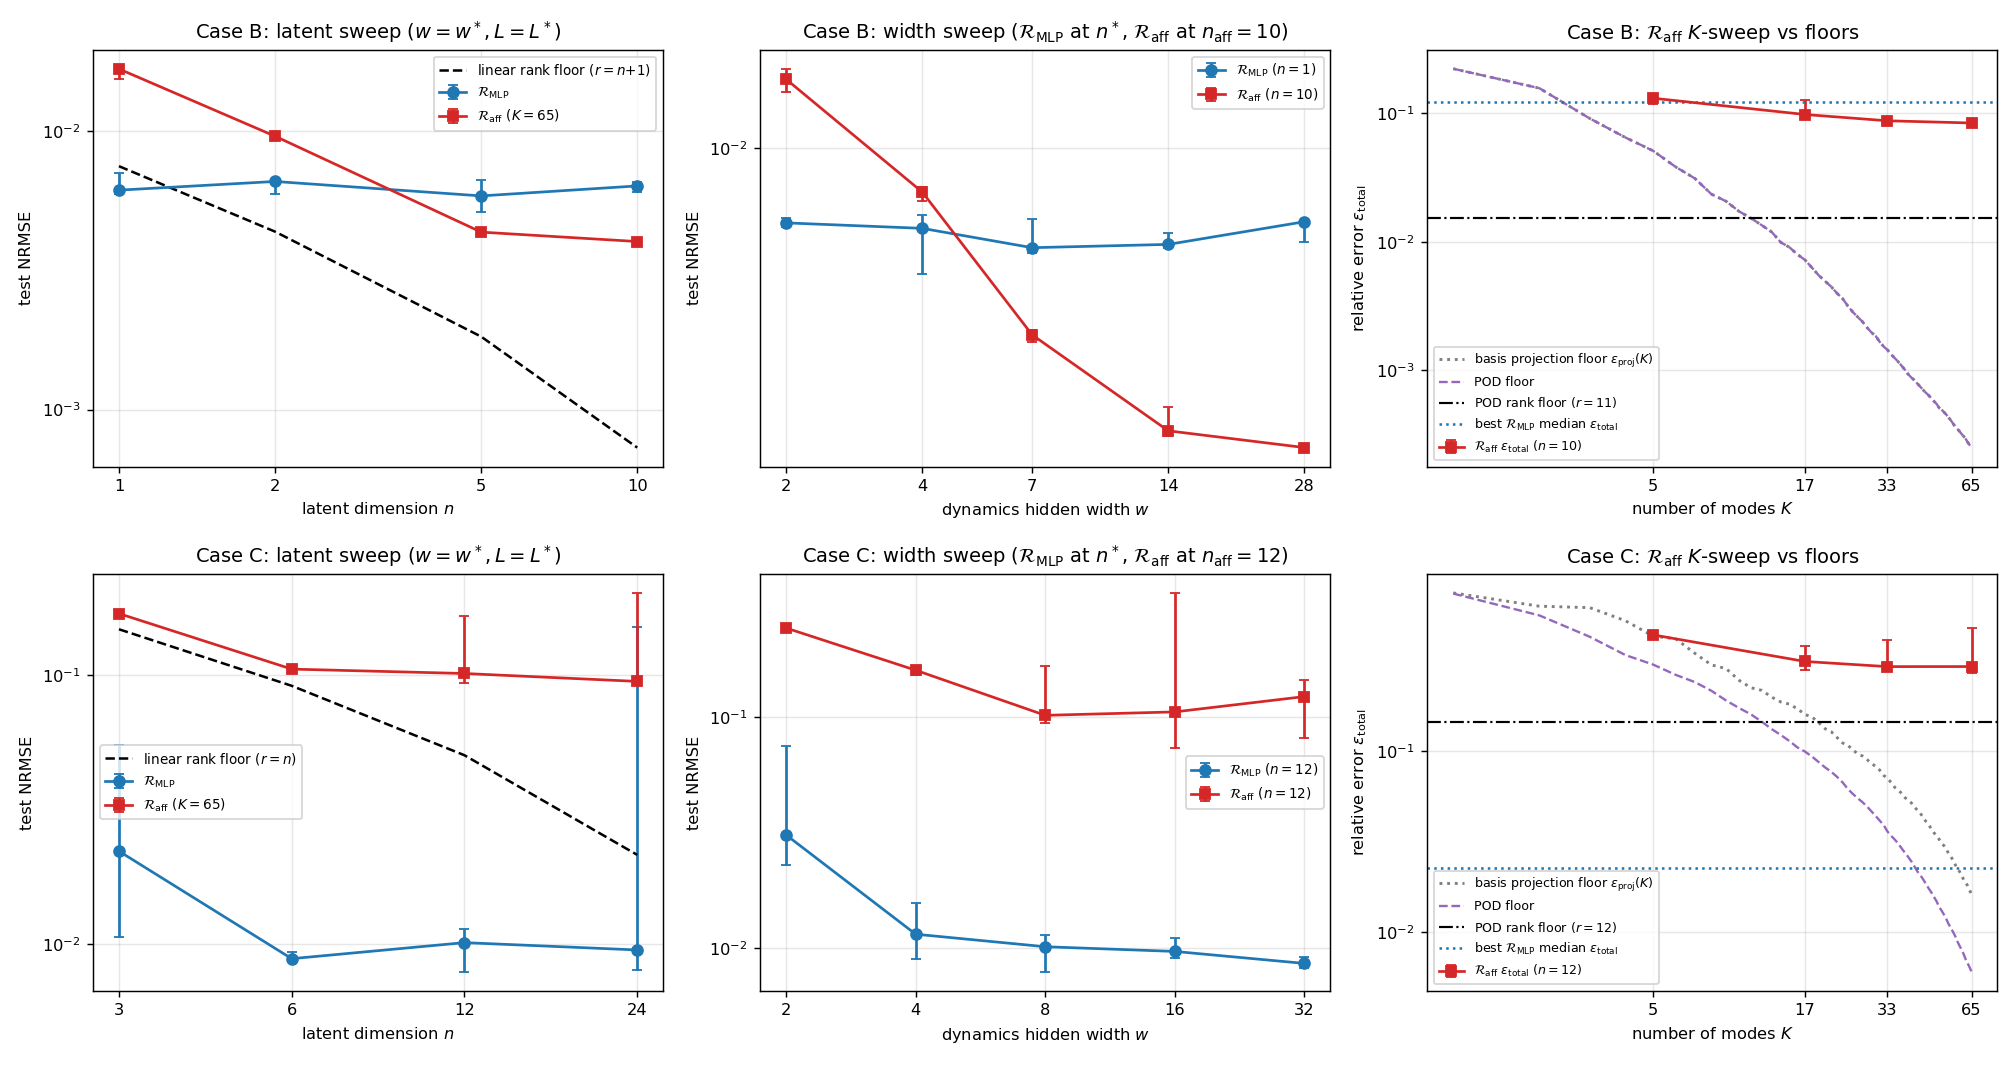 Case B: latent sweep (w = w*, L = L*)
test NRMSE
10⁻²
10⁻³
linear rank floor (r = n+1)
ℛ_MLP
ℛ_aff (K = 65)
1 2 5 10
latent dimension n
Case B: width sweep (ℛ_MLP at n*, ℛ_aff at n_aff = 10)
test NRMSE
10⁻²
ℛ_MLP (n = 1)
ℛ_aff (n = 10)
2 4 7 14 28
dynamics hidden width w
Case B: ℛ_aff K-sweep vs floors
relative error ε_total
10⁻¹
10⁻²
10⁻³
basis projection floor ε_proj(K)
POD floor
POD rank floor (r = 11)
best ℛ_MLP median ε_total
ℛ_aff ε_total (n = 10)
5 17 33 65
number of modes K
Case C: latent sweep (w = w*, L = L*)
test NRMSE
10⁻¹
10⁻²
linear rank floor (r = n)
ℛ_MLP
ℛ_aff (K = 65)
3 6 12 24
latent dimension n
Case C: width sweep (ℛ_MLP at n*, ℛ_aff at n_aff = 12)
test NRMSE
10⁻¹
10⁻²
ℛ_MLP (n = 12)
ℛ_aff (n = 12)
2 4 8 16 32
dynamics hidden width w
Case C: ℛ_aff K-sweep vs floors
relative error ε_total
10⁻¹
10⁻²
basis projection floor ε_proj(K)
POD floor
POD rank floor (r = 12)
best ℛ_MLP median ε_total
ℛ_aff ε_total (n = 12)
5 17 33 65
number of modes K